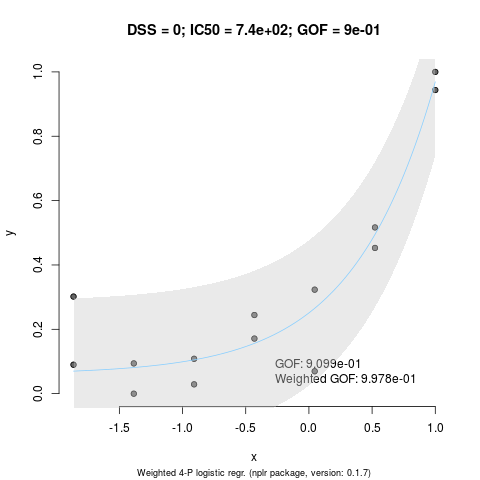 DSS = 0; IC50 = 7.4e+02; GOF = 9e-01
1.0
0.8
0.6
0.4
0.2
0.0
y
GOF: 9.099e-01
Weighted GOF: 9.978e-01
-1.5 -1.0 -0.5 0.0 0.5 1.0
x
Weighted 4-P logistic regr. (nplr package, version: 0.1.7)